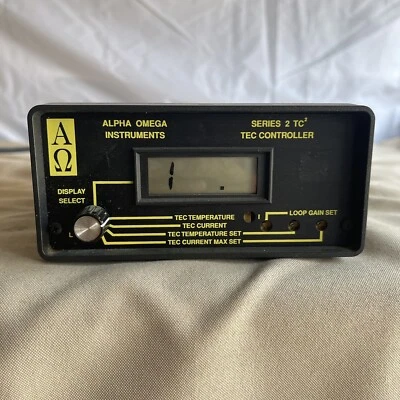 ΑΩ
ALPHA OMEGA
INSTRUMENTS
SERIES 2 TC²
TEC CONTROLLER
1 .
DISPLAY
SELECT
TEC TEMPERATURE
LOOP GAIN SET
TEC CURRENT
TEC TEMPERATURE SET
TEC CURRENT MAX SET